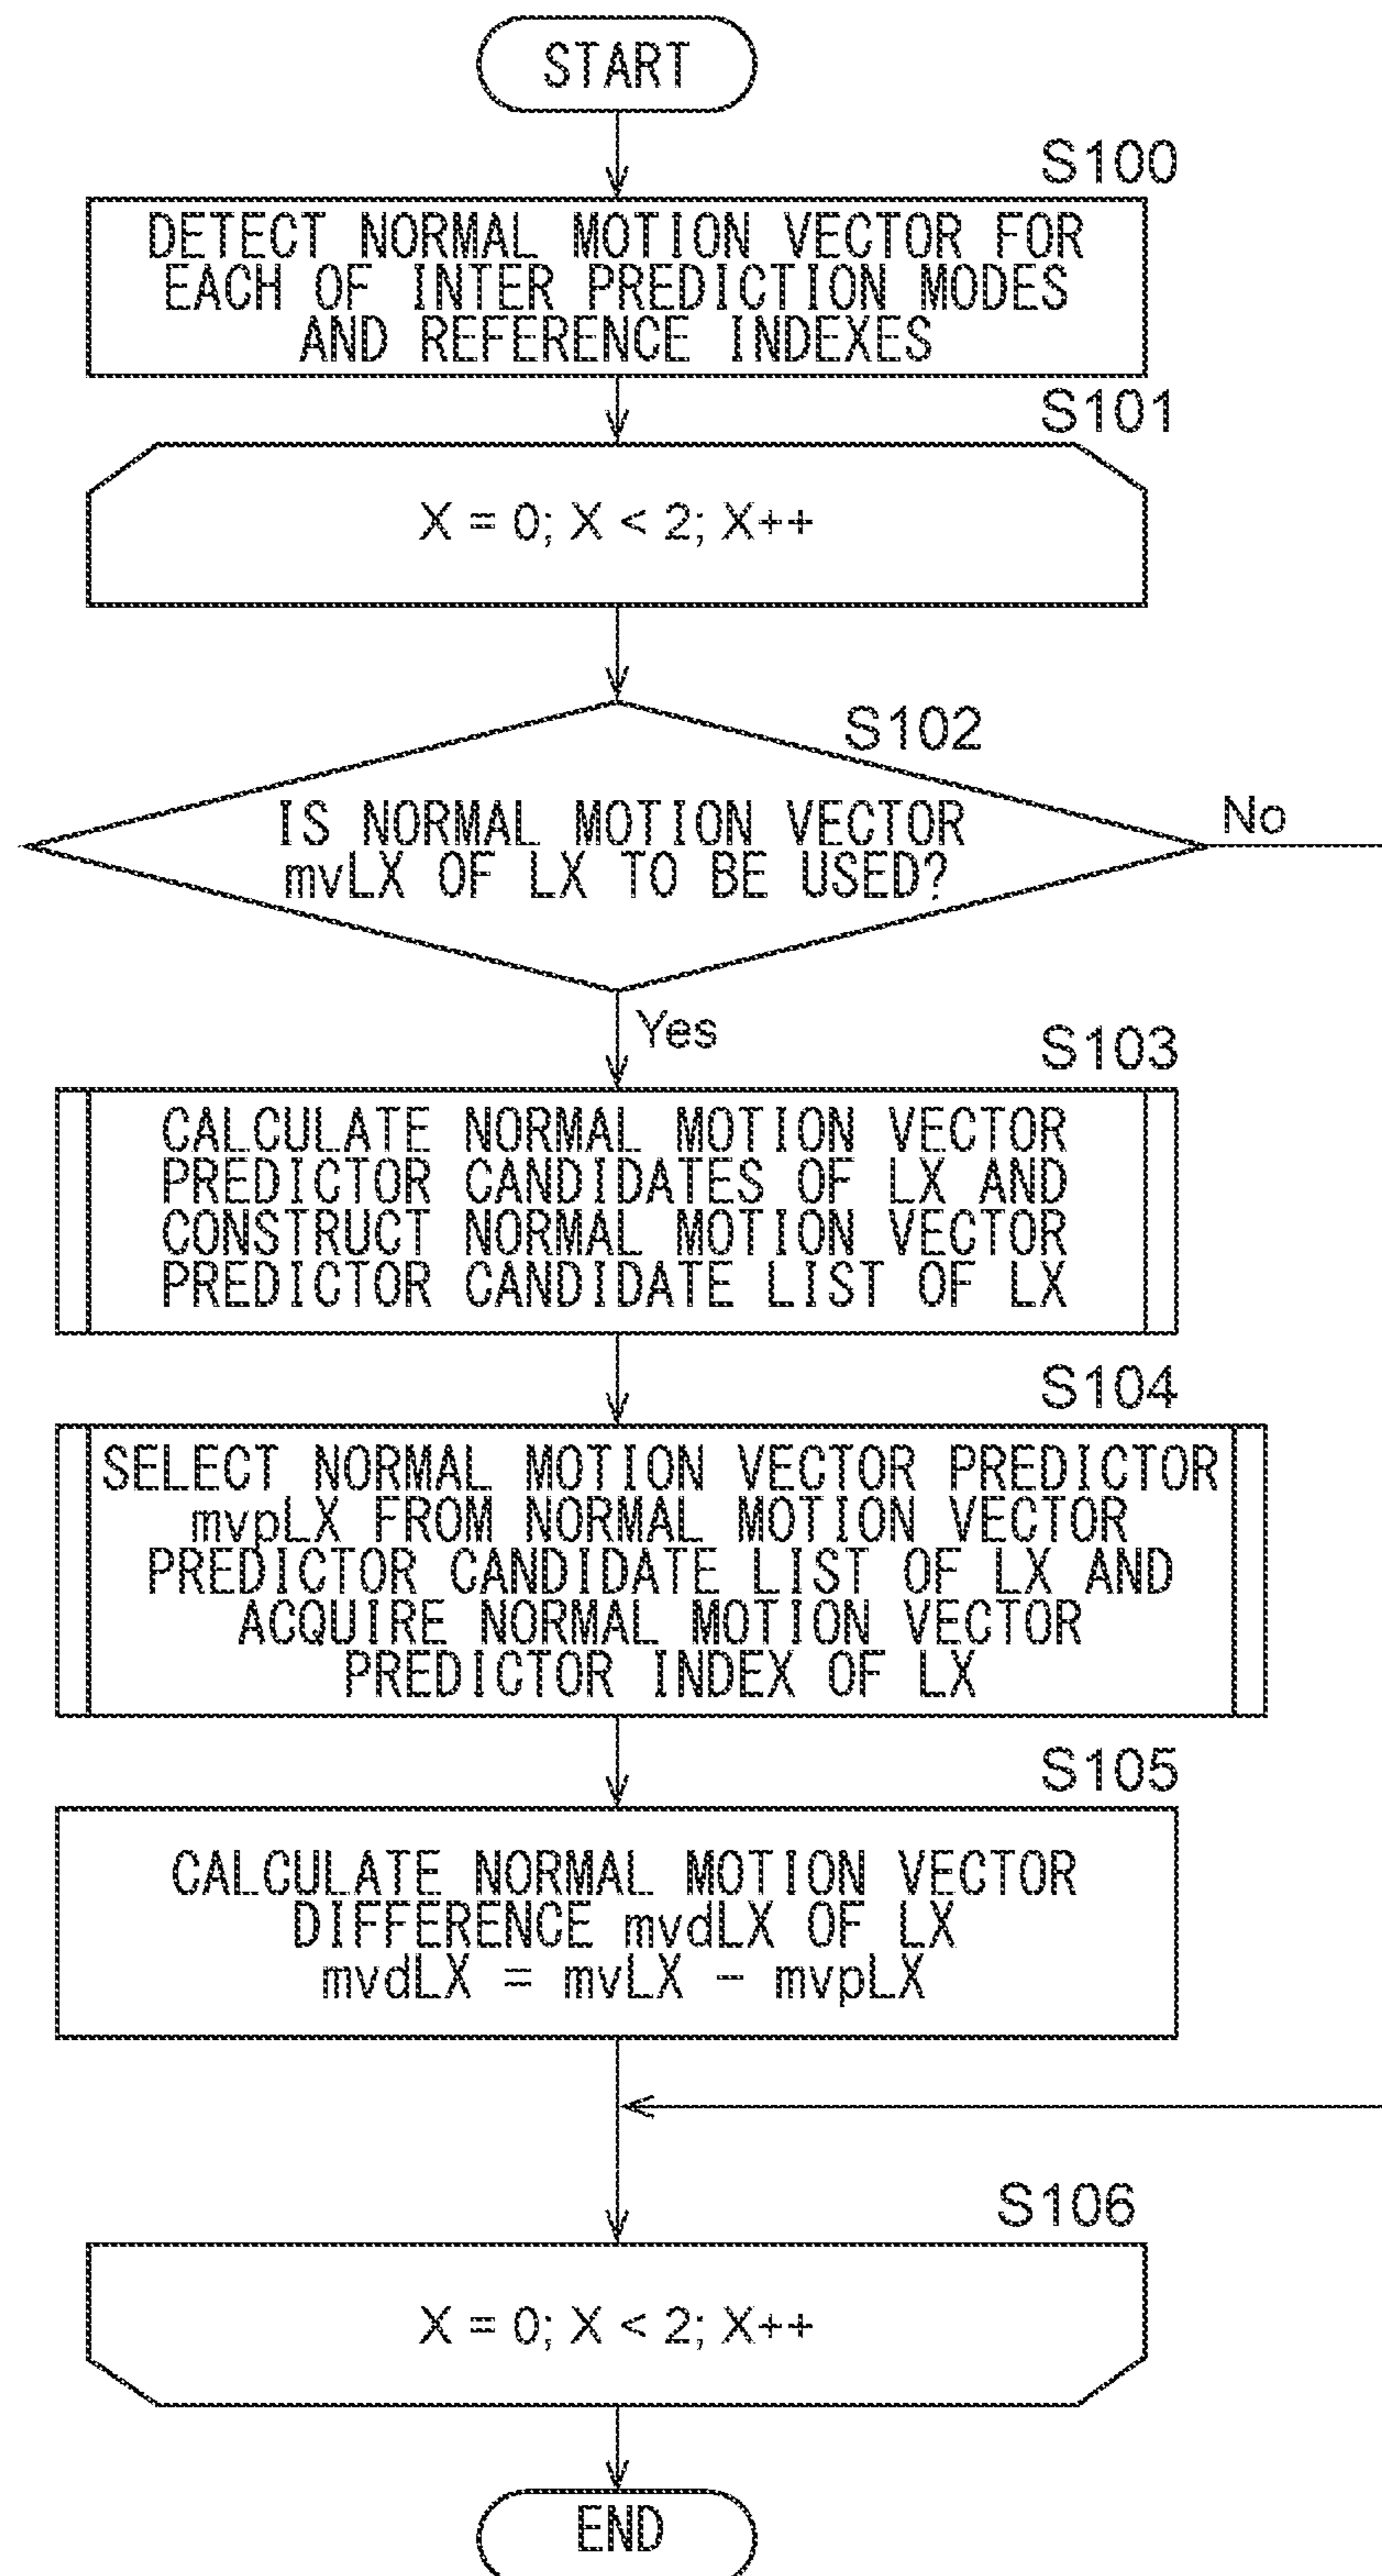 START
S100
DETECT NORMAL MOTION VECTOR FOR
EACH OF INTER PREDICTION MODES
AND REFERENCE INDEXES
S101
X = 0; X < 2; X++
S102
IS NORMAL MOTION VECTOR
mvLX OF LX TO BE USED?
No
Yes
S103
CALCULATE NORMAL MOTION VECTOR
PREDICTOR CANDIDATES OF LX AND
CONSTRUCT NORMAL MOTION VECTOR
PREDICTOR CANDIDATE LIST OF LX
S104
SELECT NORMAL MOTION VECTOR PREDICTOR
mvpLX FROM NORMAL MOTION VECTOR
PREDICTOR CANDIDATE LIST OF LX AND
ACQUIRE NORMAL MOTION VECTOR
PREDICTOR INDEX OF LX
S105
CALCULATE NORMAL MOTION VECTOR
DIFFERENCE mvdLX OF LX
mvdLX = mvLX - mvpLX
S106
X = 0; X < 2; X++
END